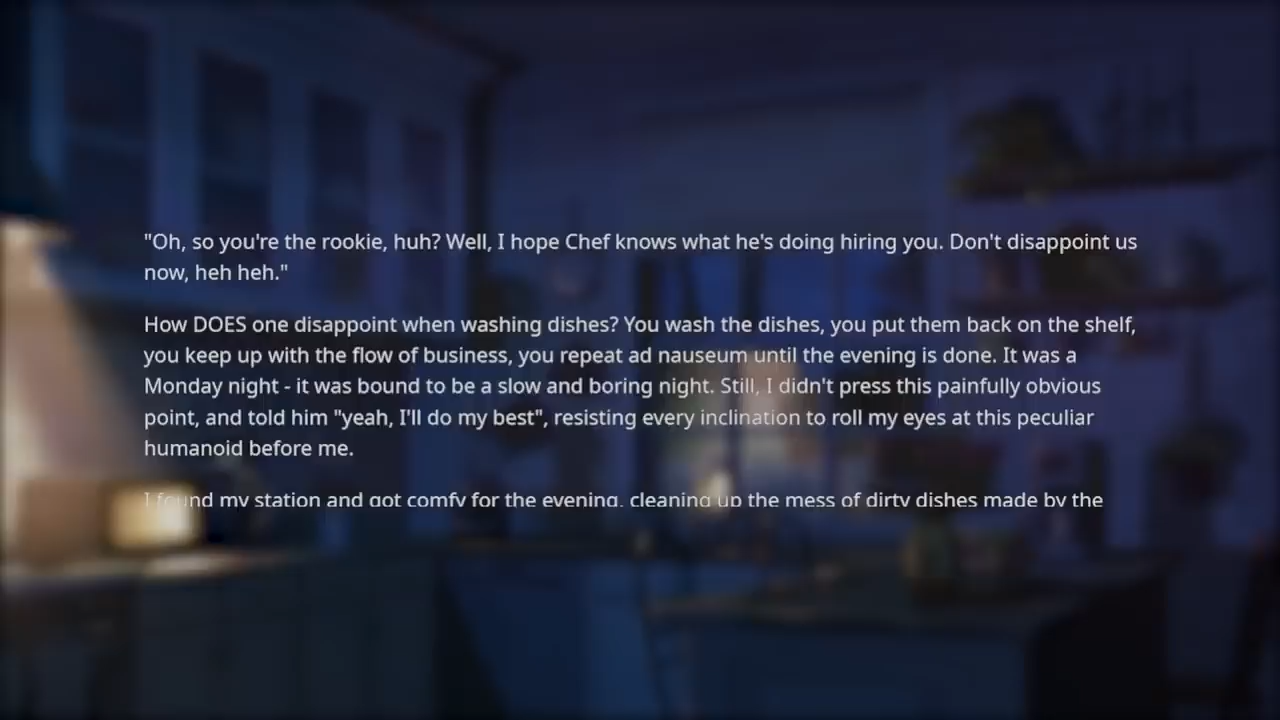 "Oh, so you're the rookie, huh? Well, I hope Chef knows what he's doing hiring you. Don't disappoint us
now, heh heh."
How DOES one disappoint when washing dishes? You wash the dishes, you put them back on the shelf,
you keep up with the flow of business, you repeat ad nauseum until the evening is done. It was a
Monday night - it was bound to be a slow and boring night. Still, I didn't press this painfully obvious
point, and told him "yeah, I'll do my best", resisting every inclination to roll my eyes at this peculiar
humanoid before me.
I found my station and got comfy for the evening, cleaning up the mess of dirty dishes made by the